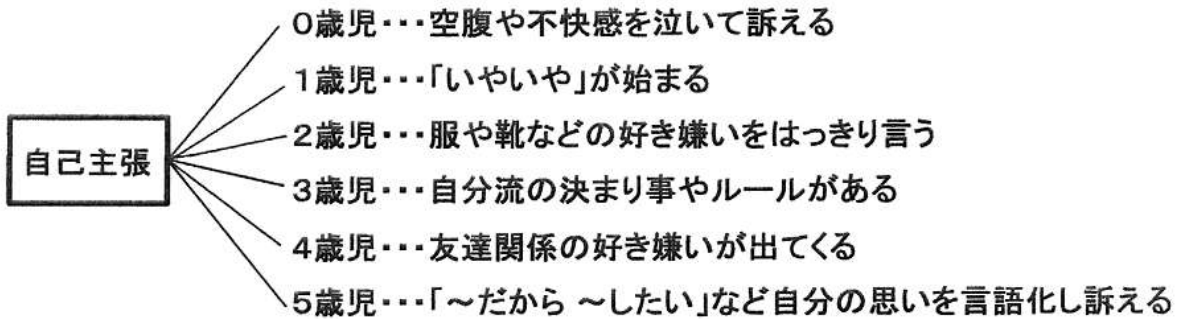 自己主張
0歳児・・・空腹や不快感を泣いて訴える
1歳児・・・「いやいや」が始まる
2歳児・・・服や靴などの好き嫌いをはっきり言う
3歳児・・・自分流の決まり事やルールがある
4歳児・・・友達関係の好き嫌いが出てくる
5歳児・・・「～だから ～したい」など自分の思いを言語化し訴える